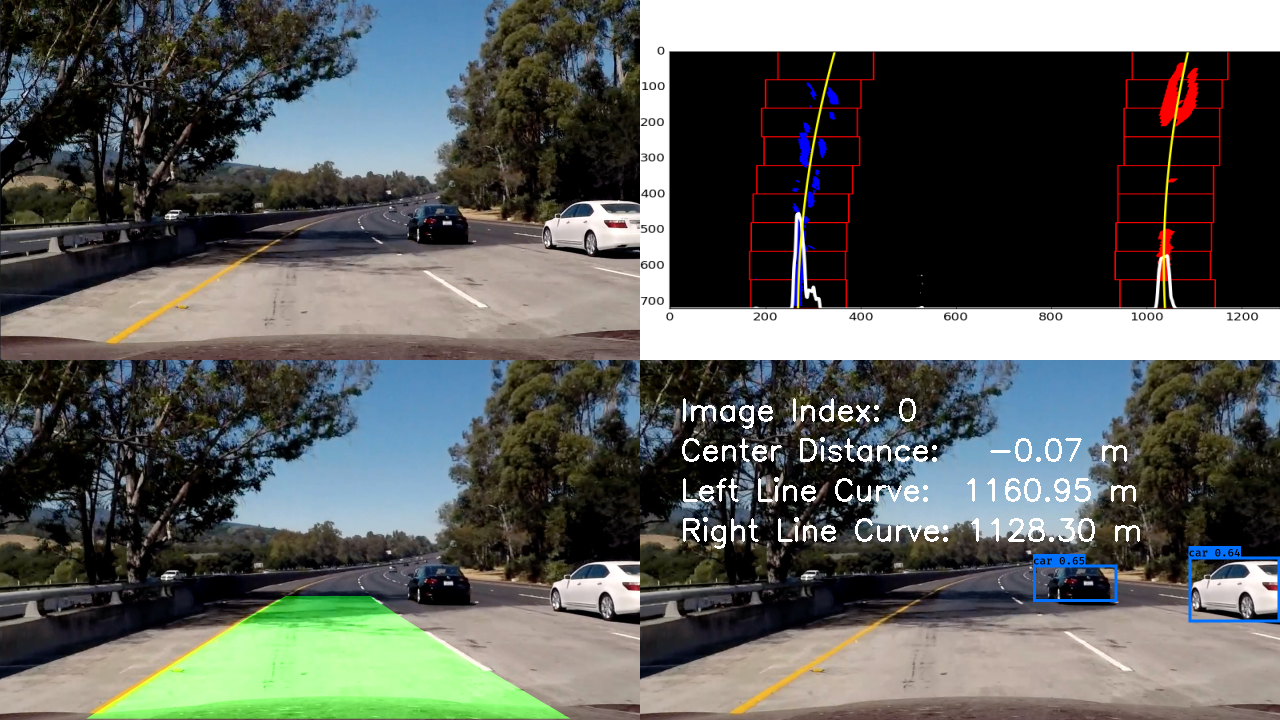 0
100
200
300
400
500
600
700
0 200 400 600 800 1000 1200
Image Index: 0
Center Distance: −0.07 m
Left Line Curve: 1160.95 m
Right Line Curve: 1128.30 m
car 0.65
car 0.64